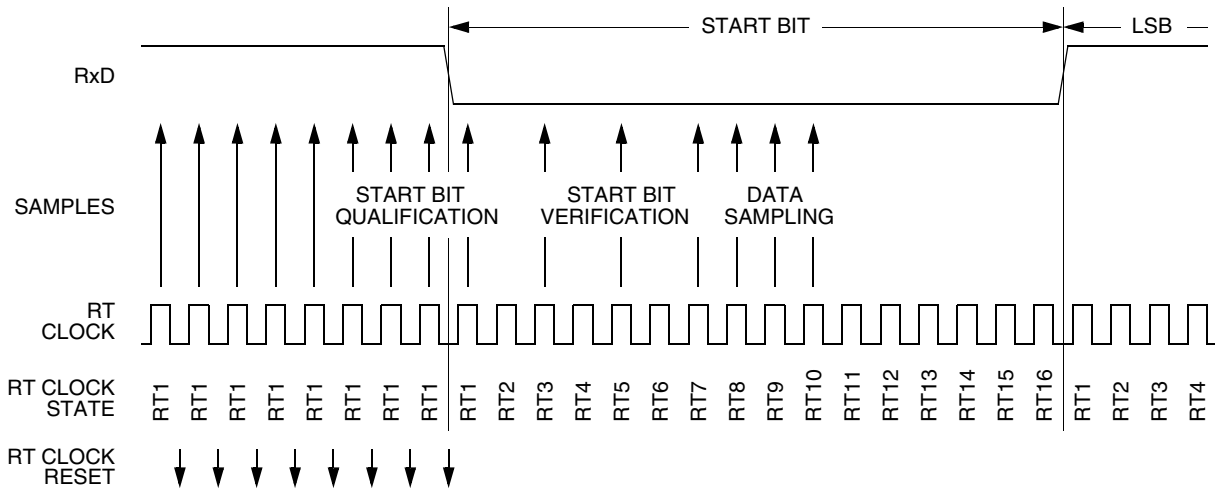 START BIT LSB
RxD
SAMPLES
START BIT
QUALIFICATION
START BIT
VERIFICATION
DATA
SAMPLING
RT
CLOCK
RT CLOCK
STATE
RT1 RT1 RT1 RT1 RT1 RT1 RT1 RT1 RT1 RT2 RT3 RT4 RT5 RT6 RT7 RT8 RT9 RT10 RT11 RT12 RT13 RT14 RT15 RT16 RT1 RT2 RT3 RT4
RT CLOCK
RESET